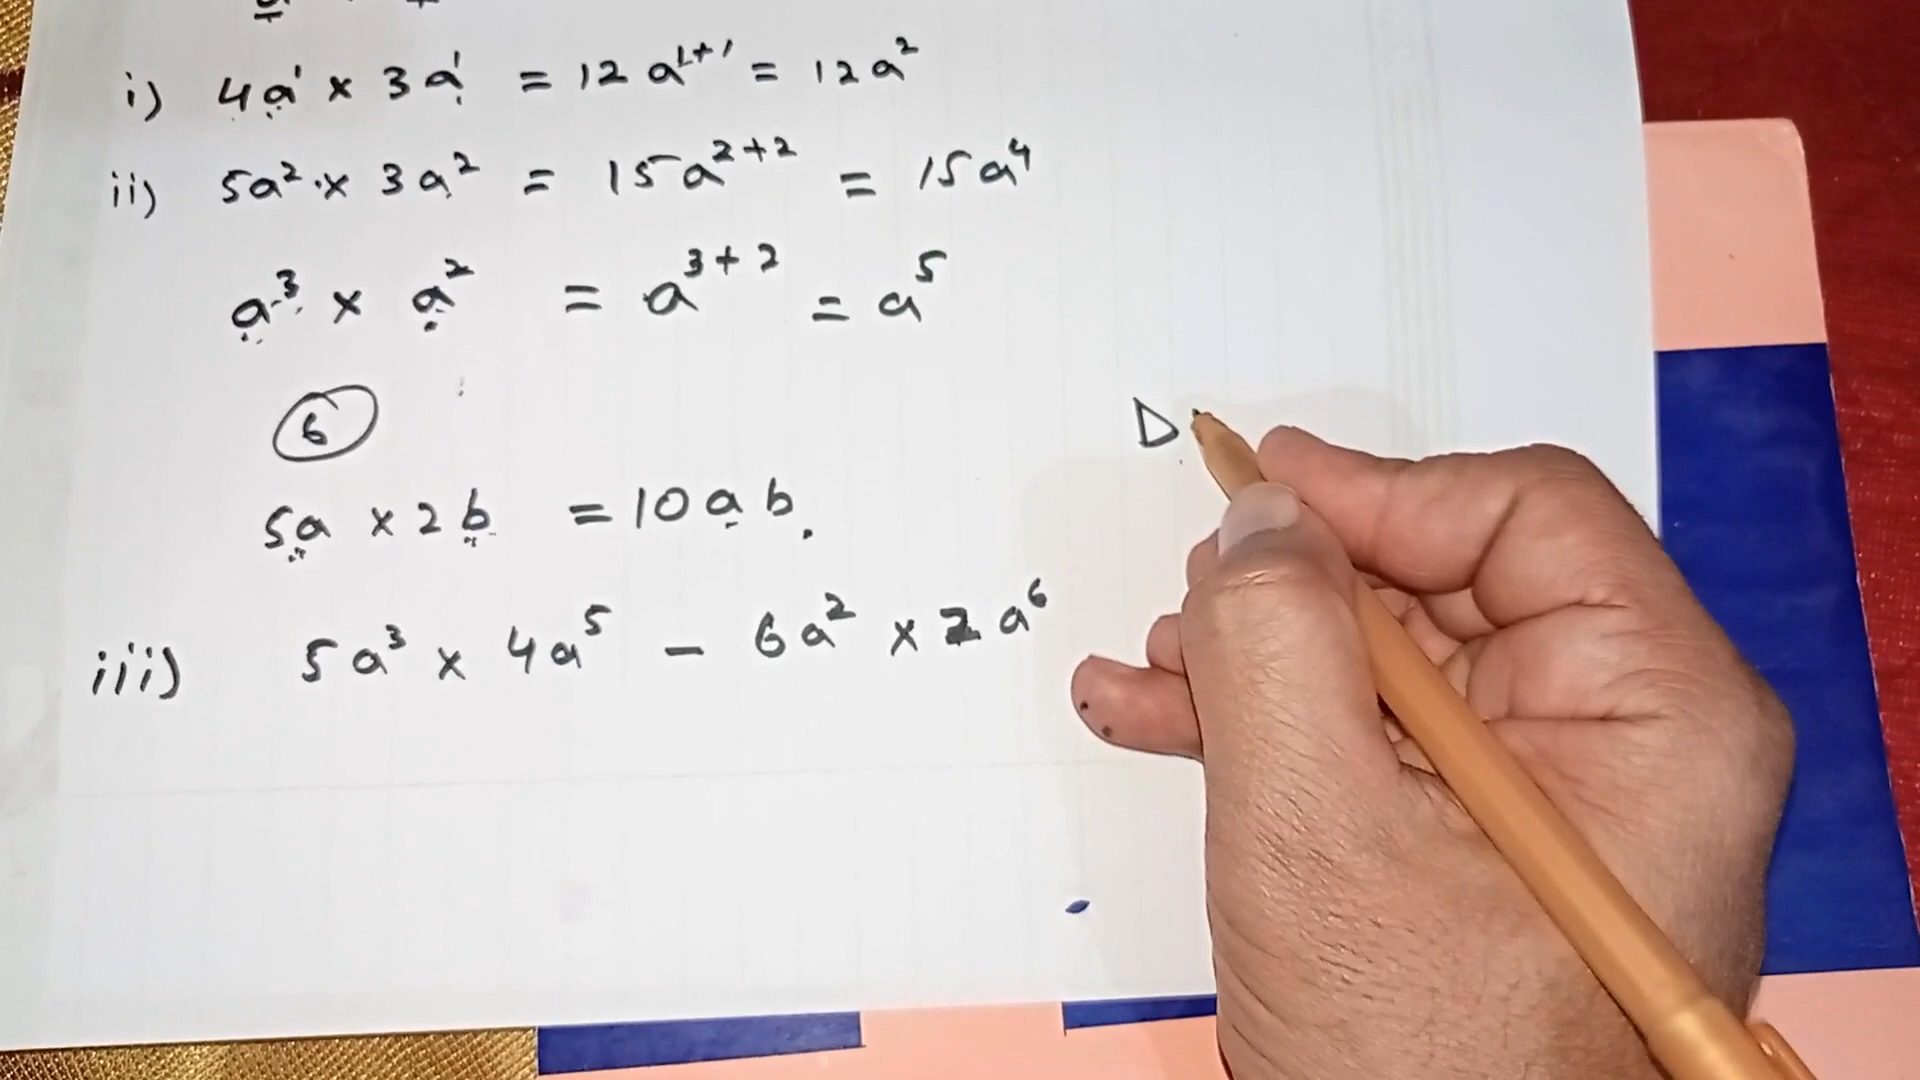 i) 4a¹ × 3a¹ = 12a¹⁺¹ = 12a²
ii) 5a² × 3a² = 15a²⁺² = 15a⁴
a³ × a² = a³⁺² = a⁵
6
D
5a × 2b = 10ab.
iii) 5a³ × 4a⁵ − 6a² × 2a⁶